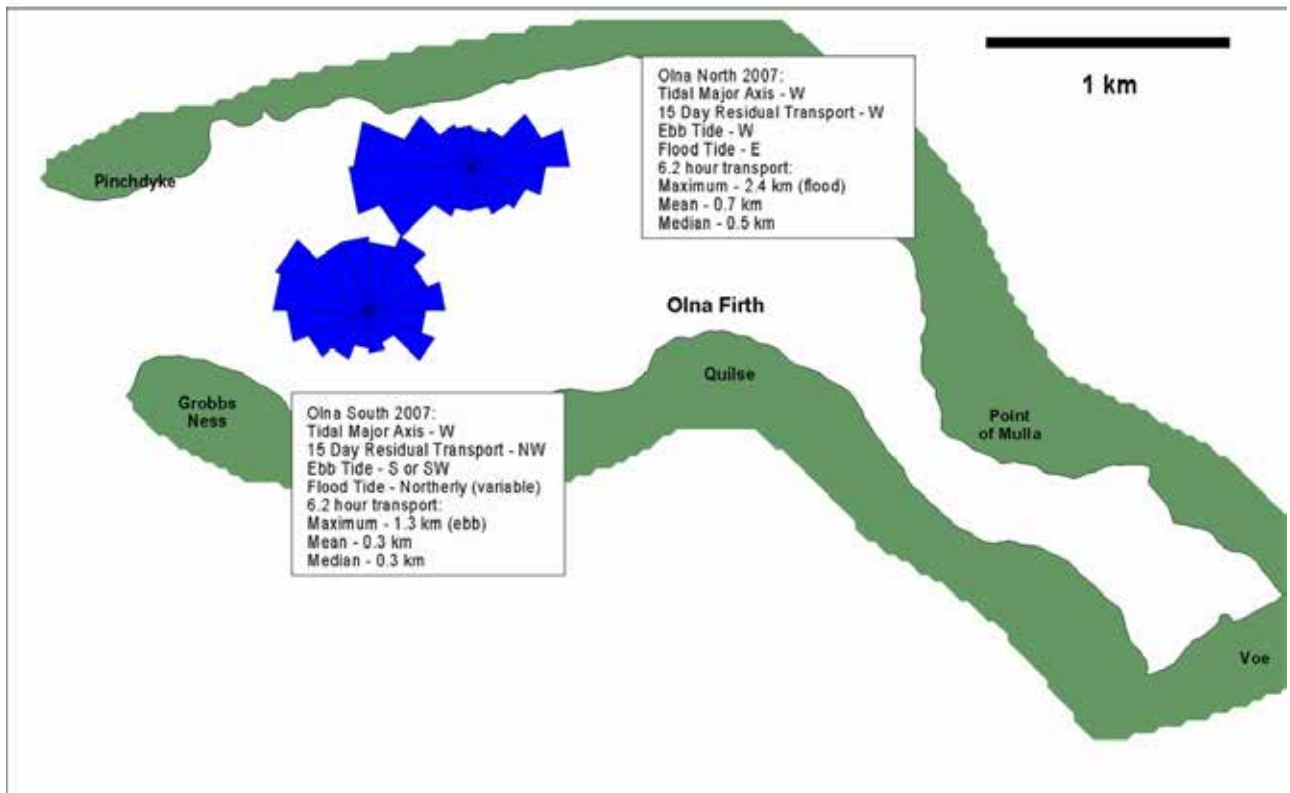 1 km
Olna North 2007:
Tidal Major Axis - W
15 Day Residual Transport - W
Ebb Tide - W
Flood Tide - E
6.2 hour transport:
Maximum - 2.4 km (flood)
Mean - 0.7 km
Median - 0.5 km
Pinchdyke
Olna Firth
Quilse
Grobbs
Ness
Point
of Mulla
Olna South 2007:
Tidal Major Axis - W
15 Day Residual Transport - NW
Ebb Tide - S or SW
Flood Tide - Northerly (variable)
6.2 hour transport:
Maximum - 1.3 km (ebb)
Mean - 0.3 km
Median - 0.3 km
Voe